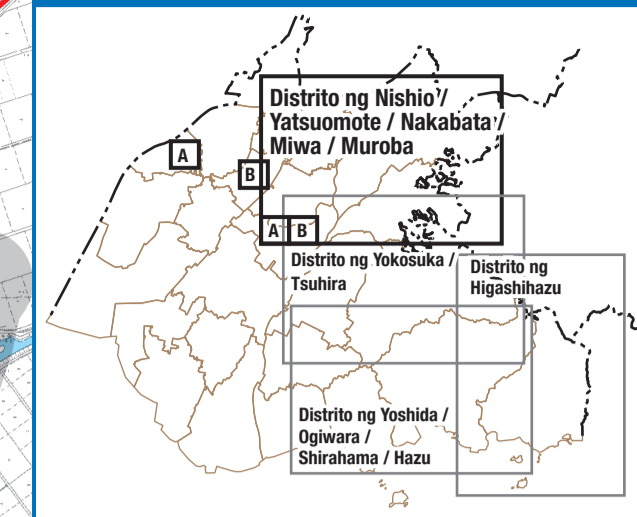 Distrito ng Nishio /
Yatsuomote / Nakabata /
Miwa / Muroba
A
B
A
B
Distrito ng Yokosuka /
Tsuhira
Distrito ng
Higashihazu
Distrito ng Yoshida /
Ogiwara /
Shirahama / Hazu